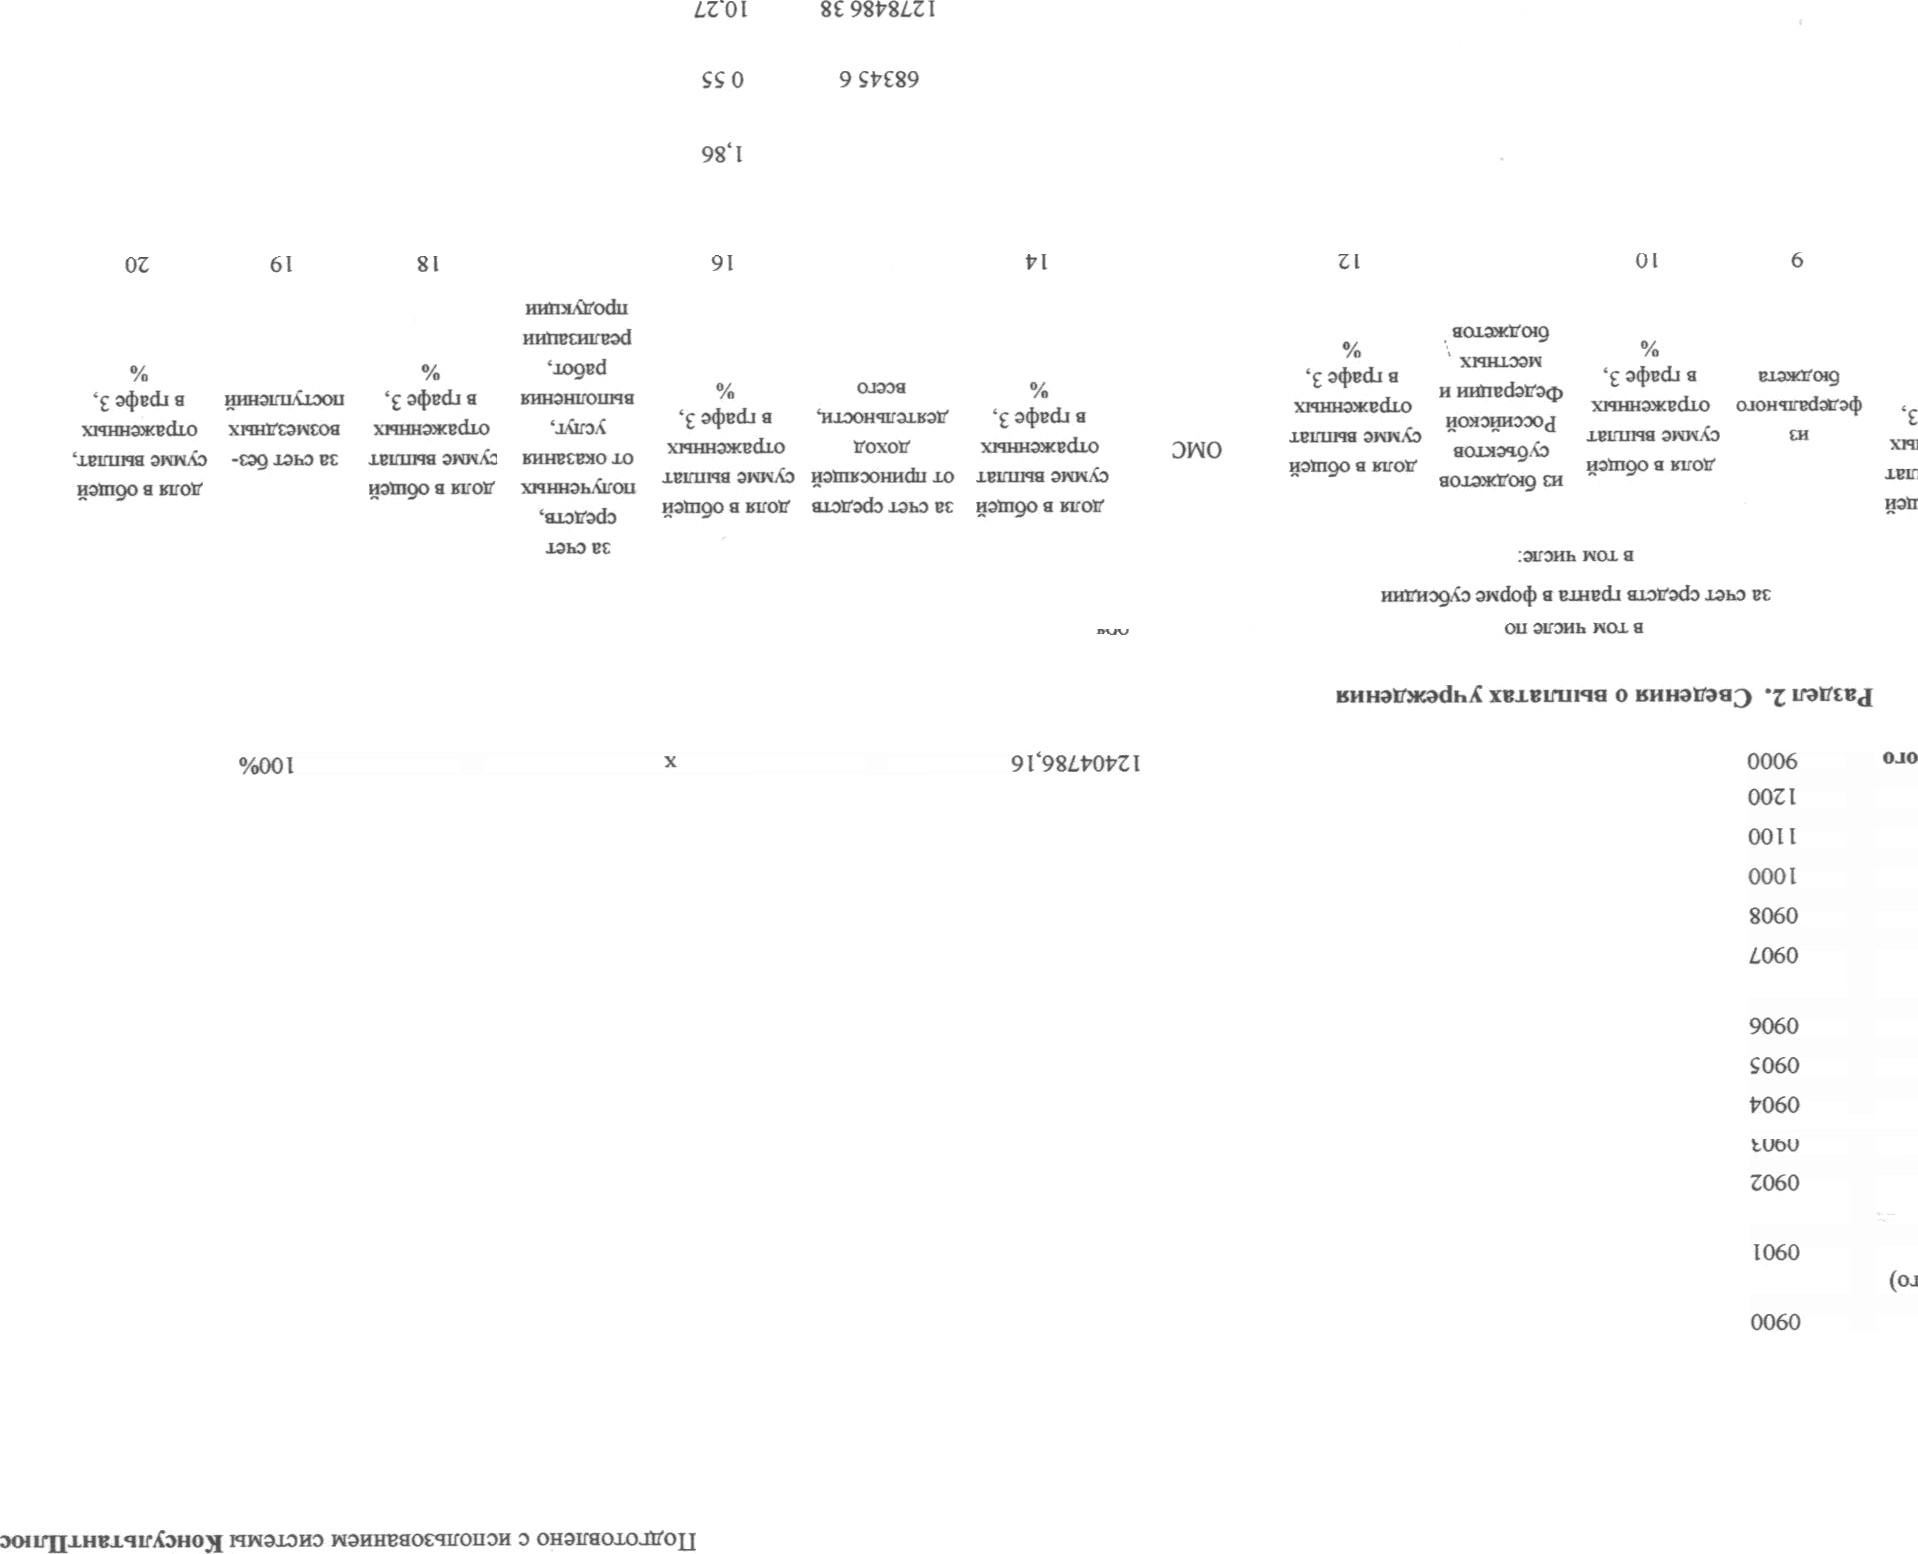 Подготовлено с использованием системы КонсультантПлюс
0900
го)
0901
0902
0903
0904
0905
0906
0907
0908
1000
1100
1200
ого 9000 12404786,16 х 100%
Раздел 2. Сведения о выплатах учреждения
в том числе по
за счет средств гранта в форме субсидии
в том числе:
щей
лат
ых
3,
из
федерального
бюджета
доля в общей
сумме выплат
отраженных
в графе 3,
%
из бюджетов
субъектов
Российской
Федерации и
местных
бюджетов
доля в общей
сумме выплат
отраженных
в графе 3,
%
ОМС
доля в общей
сумме выплат
отраженных
в графе 3,
%
за счет средств
от приносящей
доход
деятельности,
всего
доля в общей
сумме выплат
отраженных
в графе 3,
%
за счет
средств,
полученных
от оказания
услуг,
выполнения
работ,
реализации
продукции
доля в общей
сумме выплат
отраженных
в графе 3,
%
за счет без-
возмездных
поступлений
доля в общей
сумме выплат,
отраженных
в графе 3,
%
9 10 12 14 16 18 19 20
1,86
68345 6 0 55
1278486 38 10,27